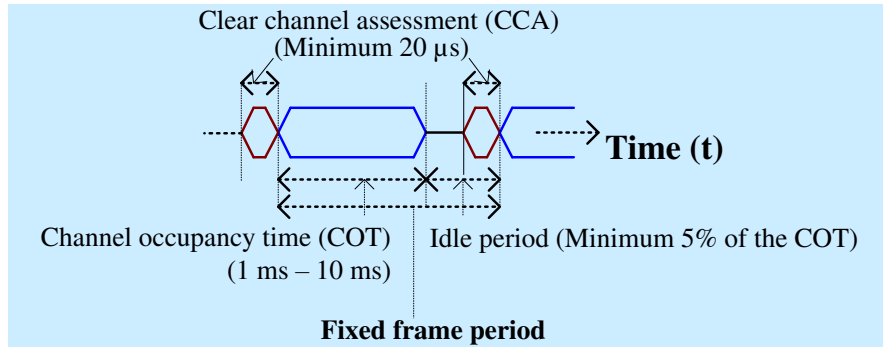 Clear channel assessment (CCA)
(Minimum 20 µs)
Time (t)
Channel occupancy time (COT)
(1 ms – 10 ms)
Idle period (Minimum 5% of the COT)
Fixed frame period